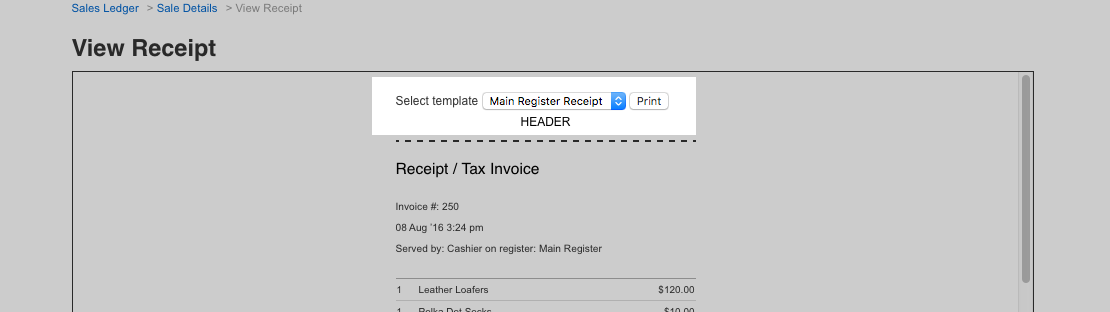 Sales Ledger > Sale Details > View Receipt
View Receipt
Select template Main Register Receipt Print
HEADER
Receipt / Tax Invoice
Invoice #: 250
08 Aug '16 3:24 pm
Served by: Cashier on register: Main Register
1 Leather Loafers $120.00
1 Polka Dot Socks $10.00